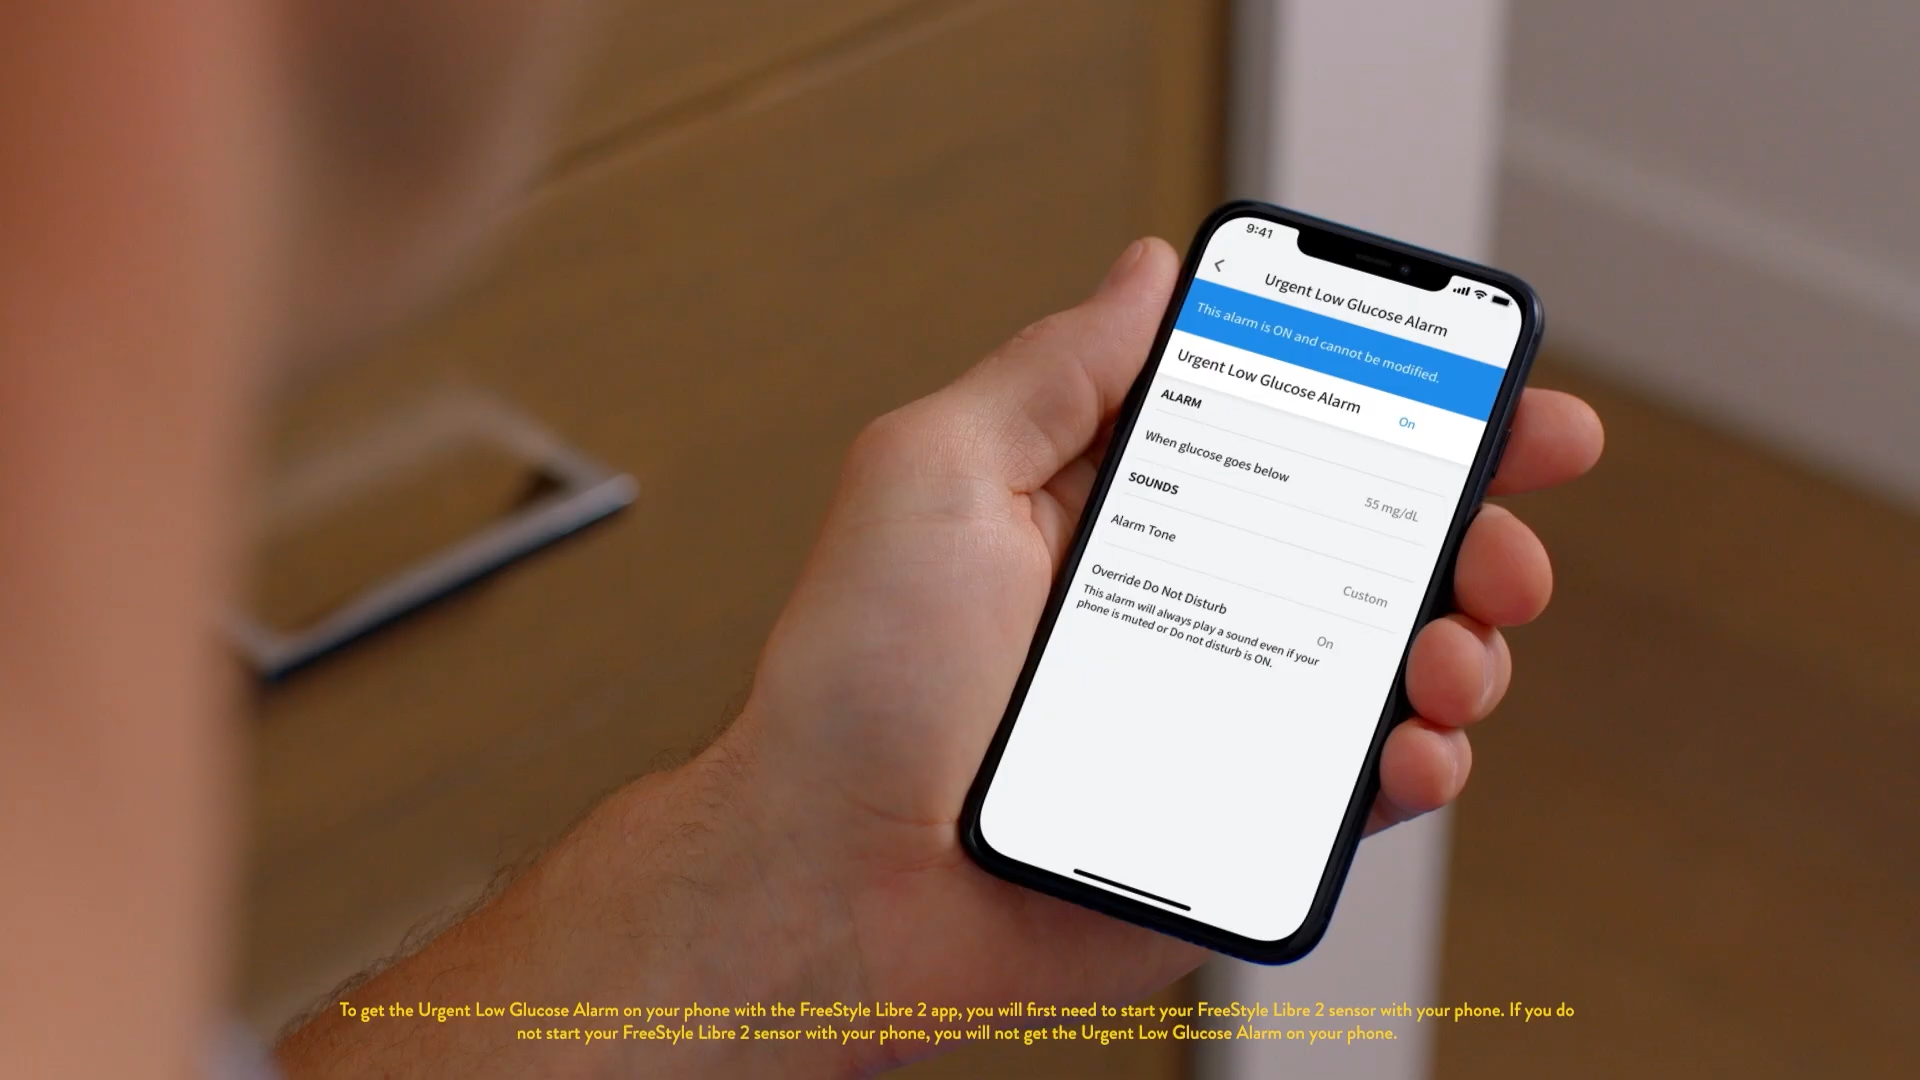 9:41
Urgent Low Glucose Alarm
This alarm is ON and cannot be modified.
Urgent Low Glucose Alarm
On
ALARM
When glucose goes below
55 mg/dL
SOUNDS
Alarm Tone
Custom
Override Do Not Disturb
On
This alarm will always play a sound even if your
phone is muted or Do not disturb is ON.
To get the Urgent Low Glucose Alarm on your phone with the FreeStyle Libre 2 app, you will first need to start your FreeStyle Libre 2 sensor with your phone. If you do
not start your FreeStyle Libre 2 sensor with your phone, you will not get the Urgent Low Glucose Alarm on your phone.